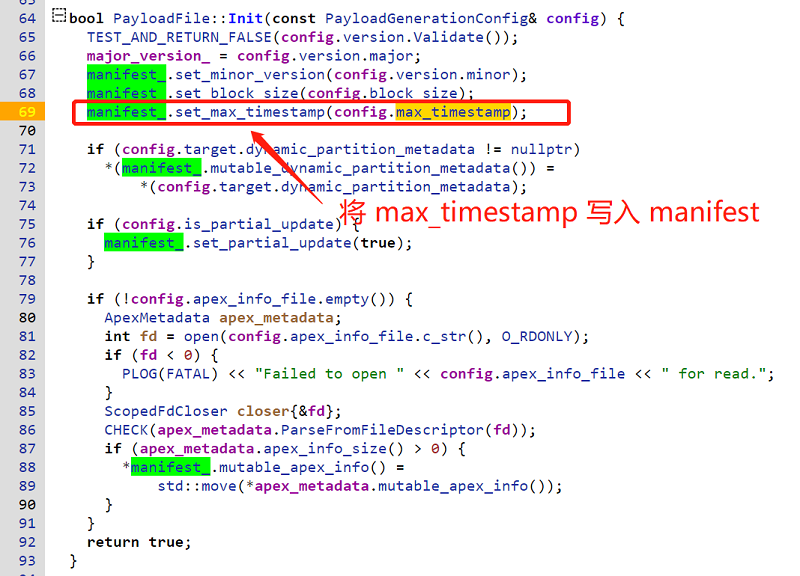 64 bool PayloadFile::Init(const PayloadGenerationConfig& config) {
65 TEST_AND_RETURN_FALSE(config.version.Validate());
66 major_version_ = config.version.major;
67 manifest_.set_minor_version(config.version.minor);
68 manifest_.set_block_size(config.block_size);
69 manifest_.set_max_timestamp(config.max_timestamp);
70
71 if (config.target.dynamic_partition_metadata != nullptr)
72 *(manifest_.mutable_dynamic_partition_metadata()) =
73 *(config.target.dynamic_partition_metadata);
74
将 max_timestamp 写入 manifest
75 if (config.is_partial_update) {
76 manifest_.set_partial_update(true);
77 }
78
79 if (!config.apex_info_file.empty()) {
80 ApexMetadata apex_metadata;
81 int fd = open(config.apex_info_file.c_str(), O_RDONLY);
82 if (fd < 0) {
83 PLOG(FATAL) << "Failed to open " << config.apex_info_file << " for read.";
84 }
85 ScopedFdCloser closer{&fd};
86 CHECK(apex_metadata.ParseFromFileDescriptor(fd));
87 if (apex_metadata.apex_info_size() > 0) {
88 *manifest_.mutable_apex_info() =
89 std::move(*apex_metadata.mutable_apex_info());
90 }
91 }
92 return true;
93 }